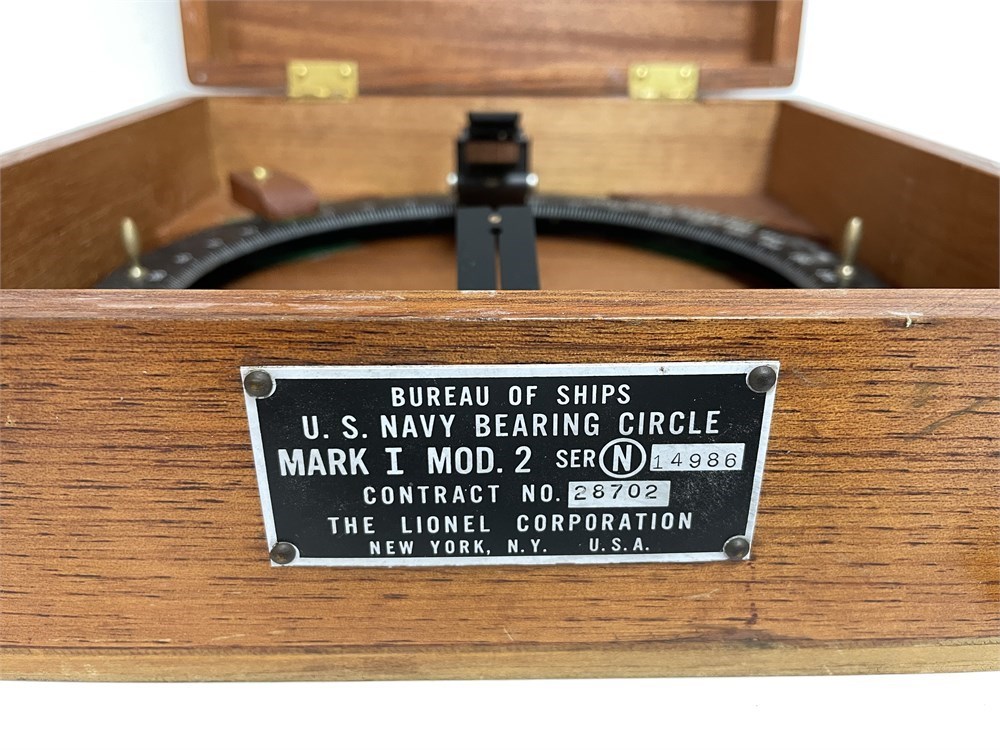 BUREAU OF SHIPS
U. S. NAVY BEARING CIRCLE
MARK I MOD. 2 SER N 14986
CONTRACT NO. 28702
THE LIONEL CORPORATION
NEW YORK, N.Y. U.S.A.